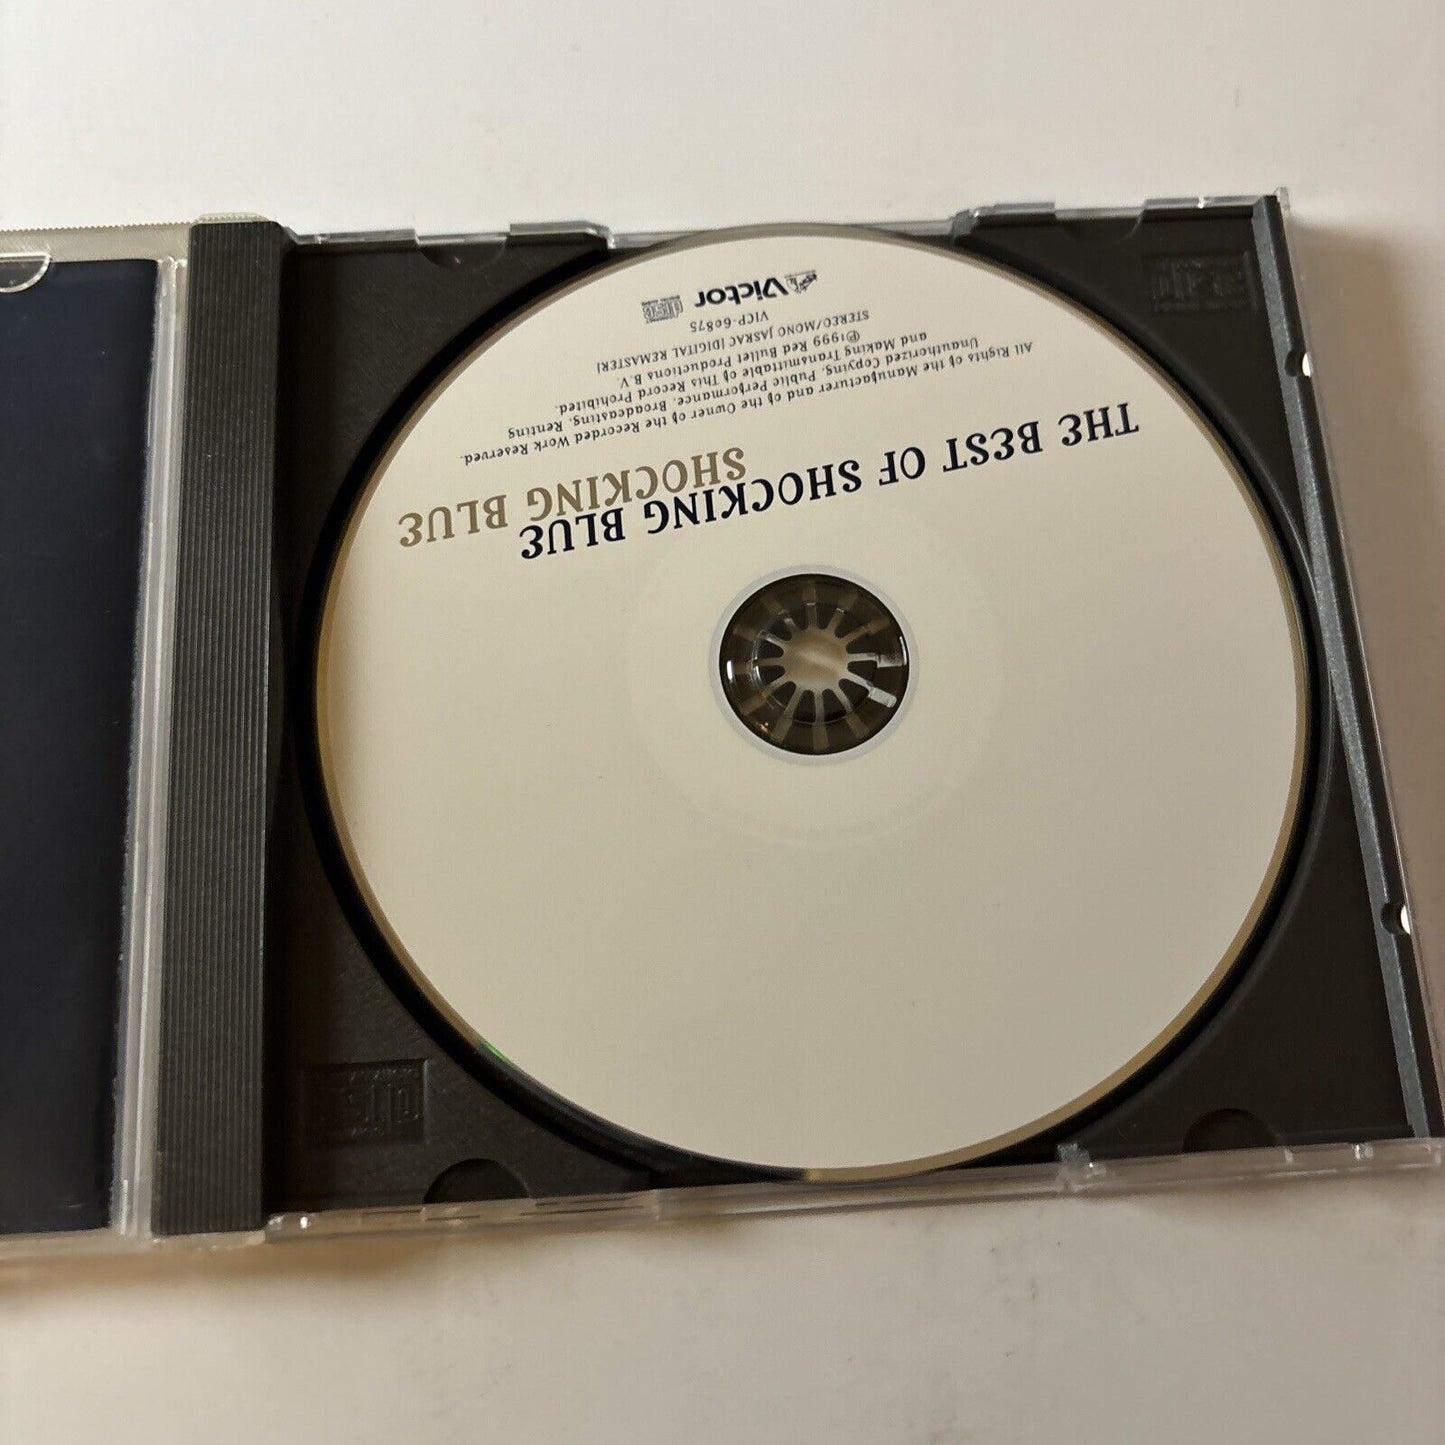 THE BEST OF SHOCKING BLUE
SHOCKING BLUE
All Rights of the Manufacturer and of the Owner of the Recorded Work Reserved.
Unauthorized Copying, Public Performance, Broadcasting, Renting
and Making Transmittable of This Record Prohibited.
℗1999 Red Bullet Productions B.V.
STEREO/MONO JASRAC [DIGITAL REMASTER]
VICP-60875
Victor